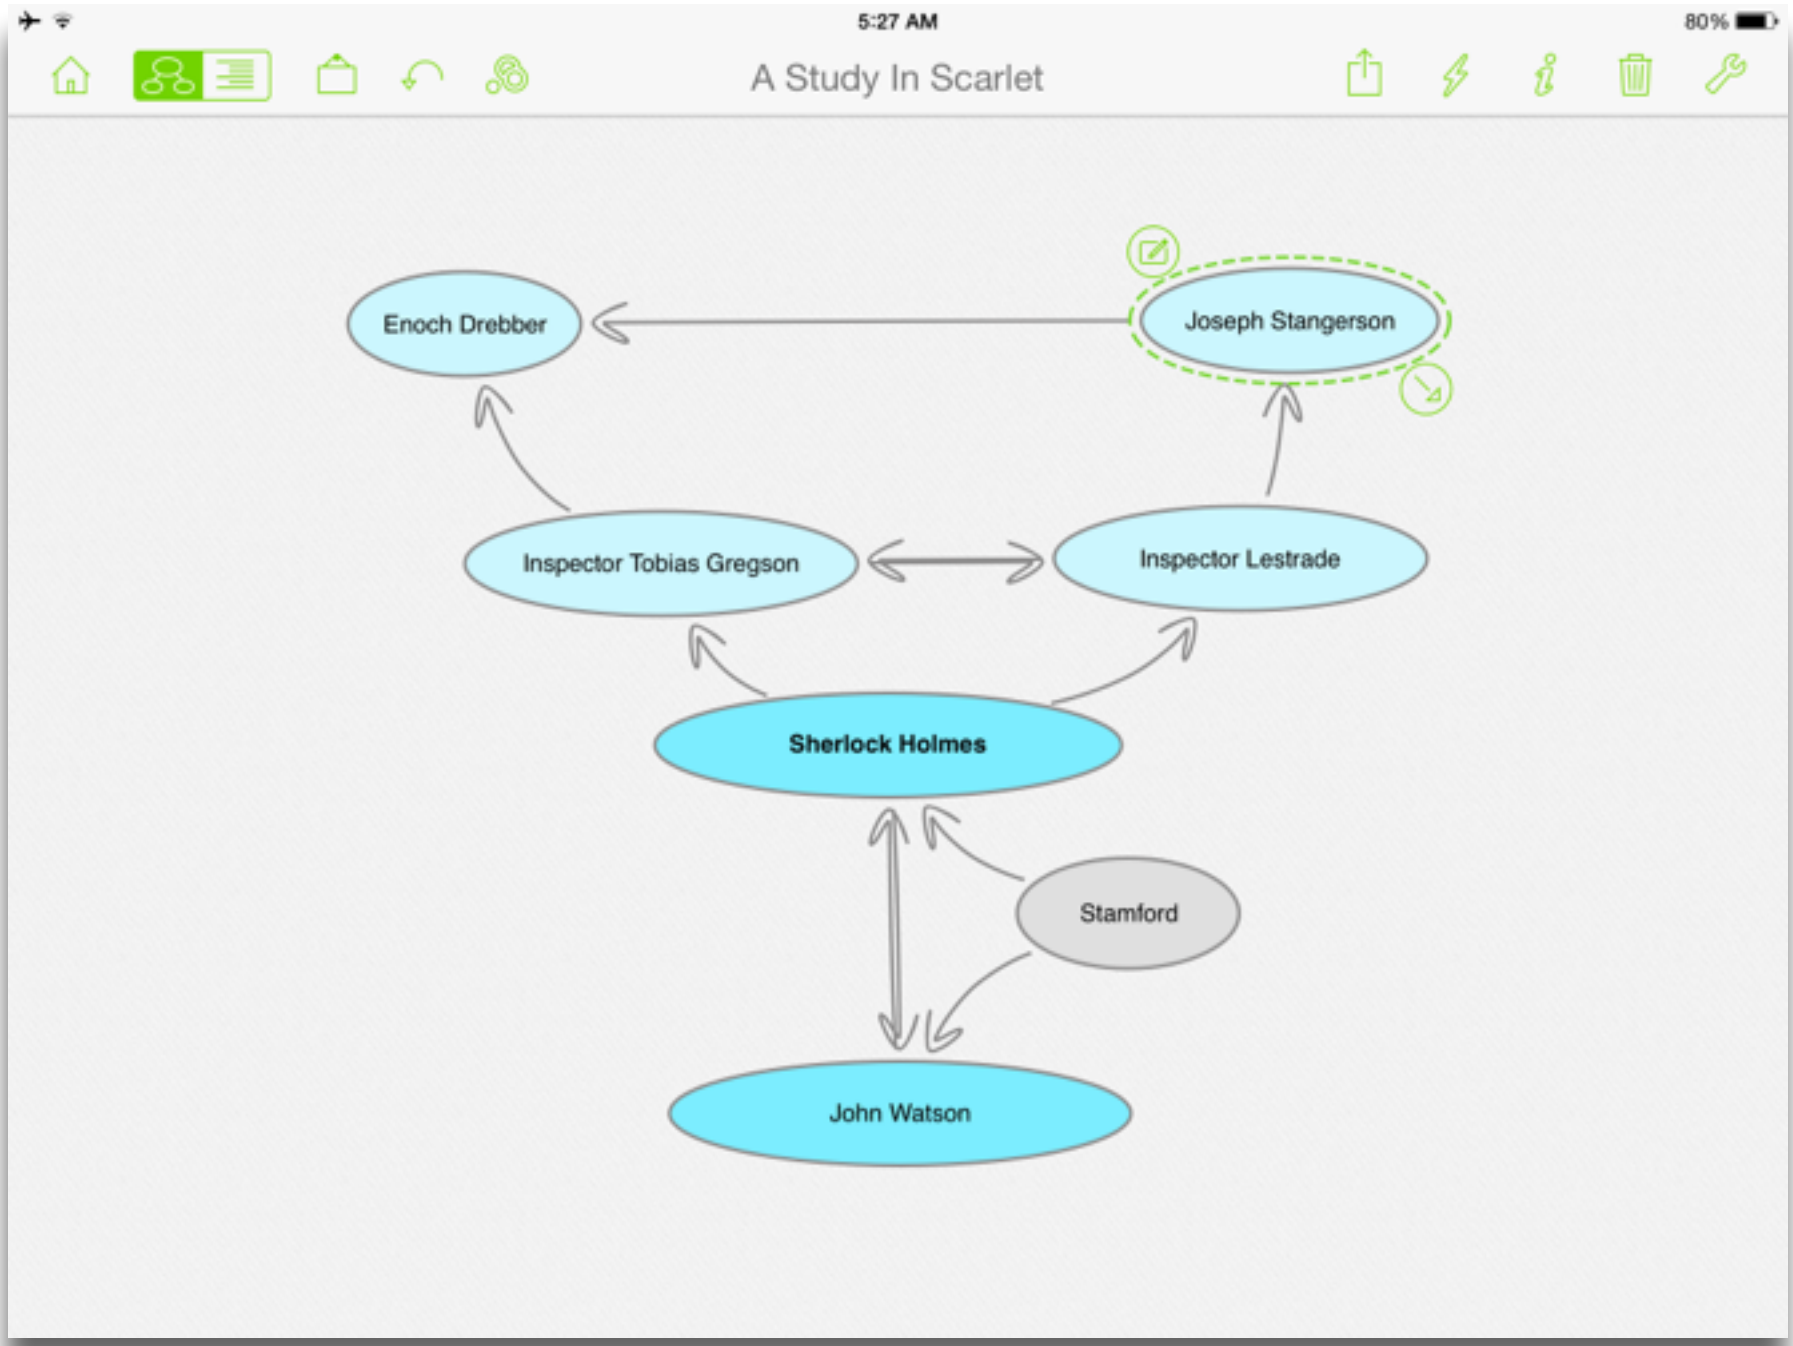 5:27 AM
80%
A Study In Scarlet
Enoch Drebber
Joseph Stangerson
Inspector Tobias Gregson
Inspector Lestrade
Sherlock Holmes
Stamford
John Watson